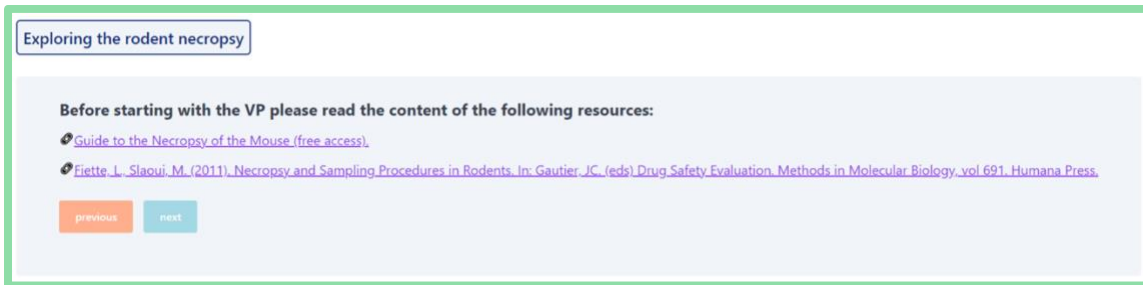 Exploring the rodent necropsy
Before starting with the VP please read the content of the following resources:
Guide to the Necropsy of the Mouse (free access).
Fiette, L., Slaoui, M. (2011). Necropsy and Sampling Procedures in Rodents. In: Gautier, JC. (eds) Drug Safety Evaluation. Methods in Molecular Biology, vol 691. Humana Press.
previous next